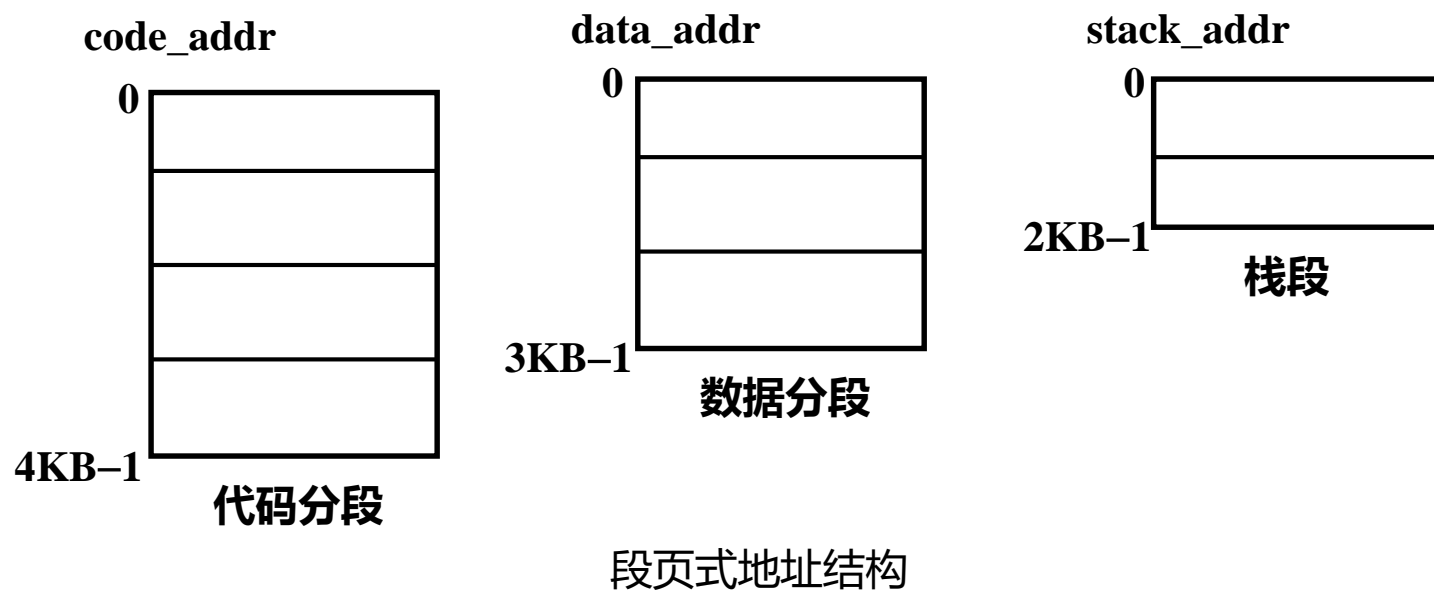 code_addr
data_addr
stack_addr
0
0
0
2KB–1
栈段
3KB–1
数据分段
4KB–1
代码分段
段页式地址结构